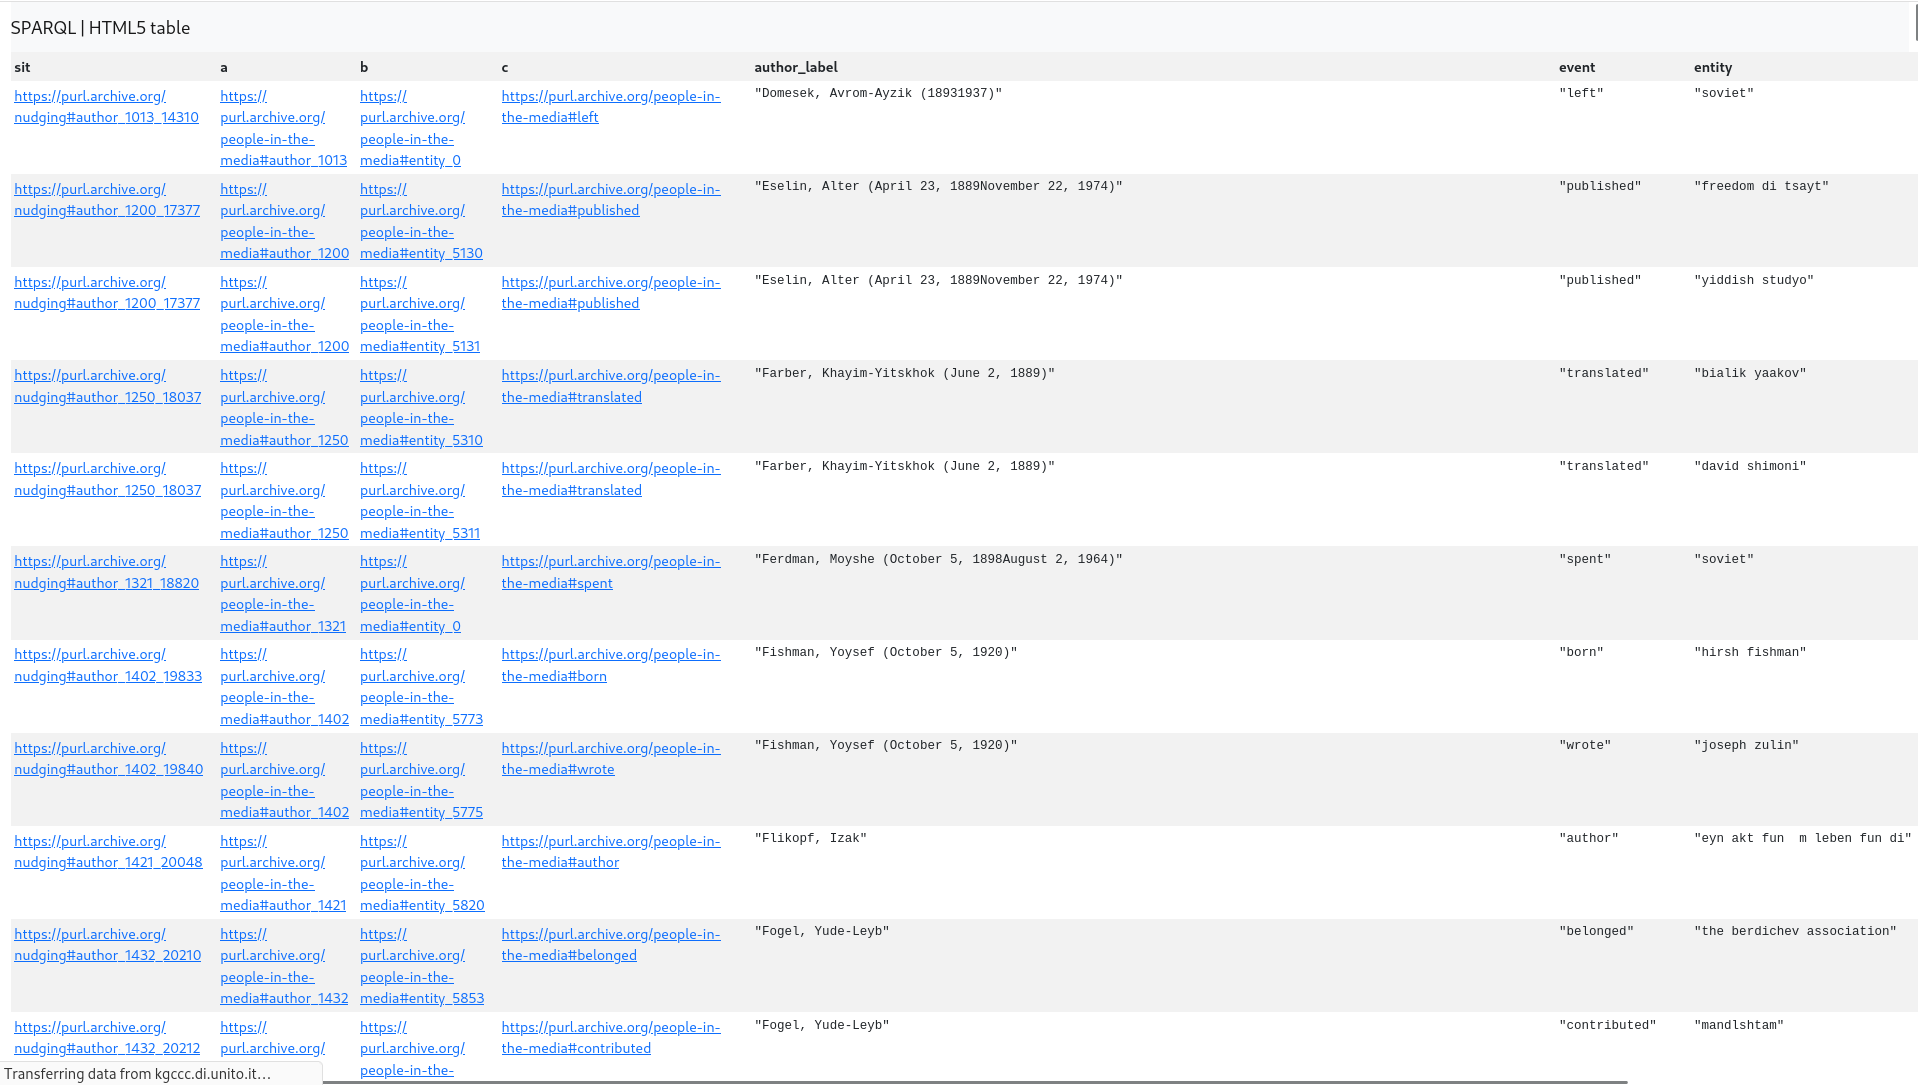 SPARQL | HTML5 table
sit a b c author_label event entity
https://purl.archive.org/ https:// https:// https://purl.archive.org/people-in- "Domesek, Avrom-Ayzik (18931937)" "left" "soviet"
nudging#author_1013_14310 purl.archive.org/ purl.archive.org/ the-media#left
people-in-the- people-in-the-
media#author_1013 media#entity_0
https://purl.archive.org/ https:// https:// https://purl.archive.org/people-in- "Eselin, Alter (April 23, 1889November 22, 1974)" "published" "freedom di tsayt"
nudging#author_1200_17377 purl.archive.org/ purl.archive.org/ the-media#published
people-in-the- people-in-the-
media#author_1200 media#entity_5130
https://purl.archive.org/ https:// https:// https://purl.archive.org/people-in- "Eselin, Alter (April 23, 1889November 22, 1974)" "published" "yiddish studyo"
nudging#author_1200_17377 purl.archive.org/ purl.archive.org/ the-media#published
people-in-the- people-in-the-
media#author_1200 media#entity_5131
https://purl.archive.org/ https:// https:// https://purl.archive.org/people-in- "Farber, Khayim-Yitskhok (June 2, 1889)" "translated" "bialik yaakov"
nudging#author_1250_18037 purl.archive.org/ purl.archive.org/ the-media#translated
people-in-the- people-in-the-
media#author_1250 media#entity_5310
https://purl.archive.org/ https:// https:// https://purl.archive.org/people-in- "Farber, Khayim-Yitskhok (June 2, 1889)" "translated" "david shimoni"
nudging#author_1250_18037 purl.archive.org/ purl.archive.org/ the-media#translated
people-in-the- people-in-the-
media#author_1250 media#entity_5311
https://purl.archive.org/ https:// https:// https://purl.archive.org/people-in- "Ferdman, Moyshe (October 5, 1898August 2, 1964)" "spent" "soviet"
nudging#author_1321_18820 purl.archive.org/ purl.archive.org/ the-media#spent
people-in-the- people-in-the-
media#author_1321 media#entity_0
https://purl.archive.org/ https:// https:// https://purl.archive.org/people-in- "Fishman, Yoysef (October 5, 1920)" "born" "hirsh fishman"
nudging#author_1402_19833 purl.archive.org/ purl.archive.org/ the-media#born
people-in-the- people-in-the-
media#author_1402 media#entity_5773
https://purl.archive.org/ https:// https:// https://purl.archive.org/people-in- "Fishman, Yoysef (October 5, 1920)" "wrote" "joseph zulin"
nudging#author_1402_19840 purl.archive.org/ purl.archive.org/ the-media#wrote
people-in-the- people-in-the-
media#author_1402 media#entity_5775
https://purl.archive.org/ https:// https:// https://purl.archive.org/people-in- "Flikopf, Izak" "author" "eyn akt fun  m leben fun di"
nudging#author_1421_20048 purl.archive.org/ purl.archive.org/ the-media#author
people-in-the- people-in-the-
media#author_1421 media#entity_5820
https://purl.archive.org/ https:// https:// https://purl.archive.org/people-in- "Fogel, Yude-Leyb" "belonged" "the berdichev association"
nudging#author_1432_20210 purl.archive.org/ purl.archive.org/ the-media#belonged
people-in-the- people-in-the-
media#author_1432 media#entity_5853
https://purl.archive.org/ https:// https:// https://purl.archive.org/people-in- "Fogel, Yude-Leyb" "contributed" "mandlshtam"
nudging#author_1432_20212 purl.archive.org/ purl.archive.org/ the-media#contributed
people-in-the-
Transferring data from kgccc.di.unito.it…